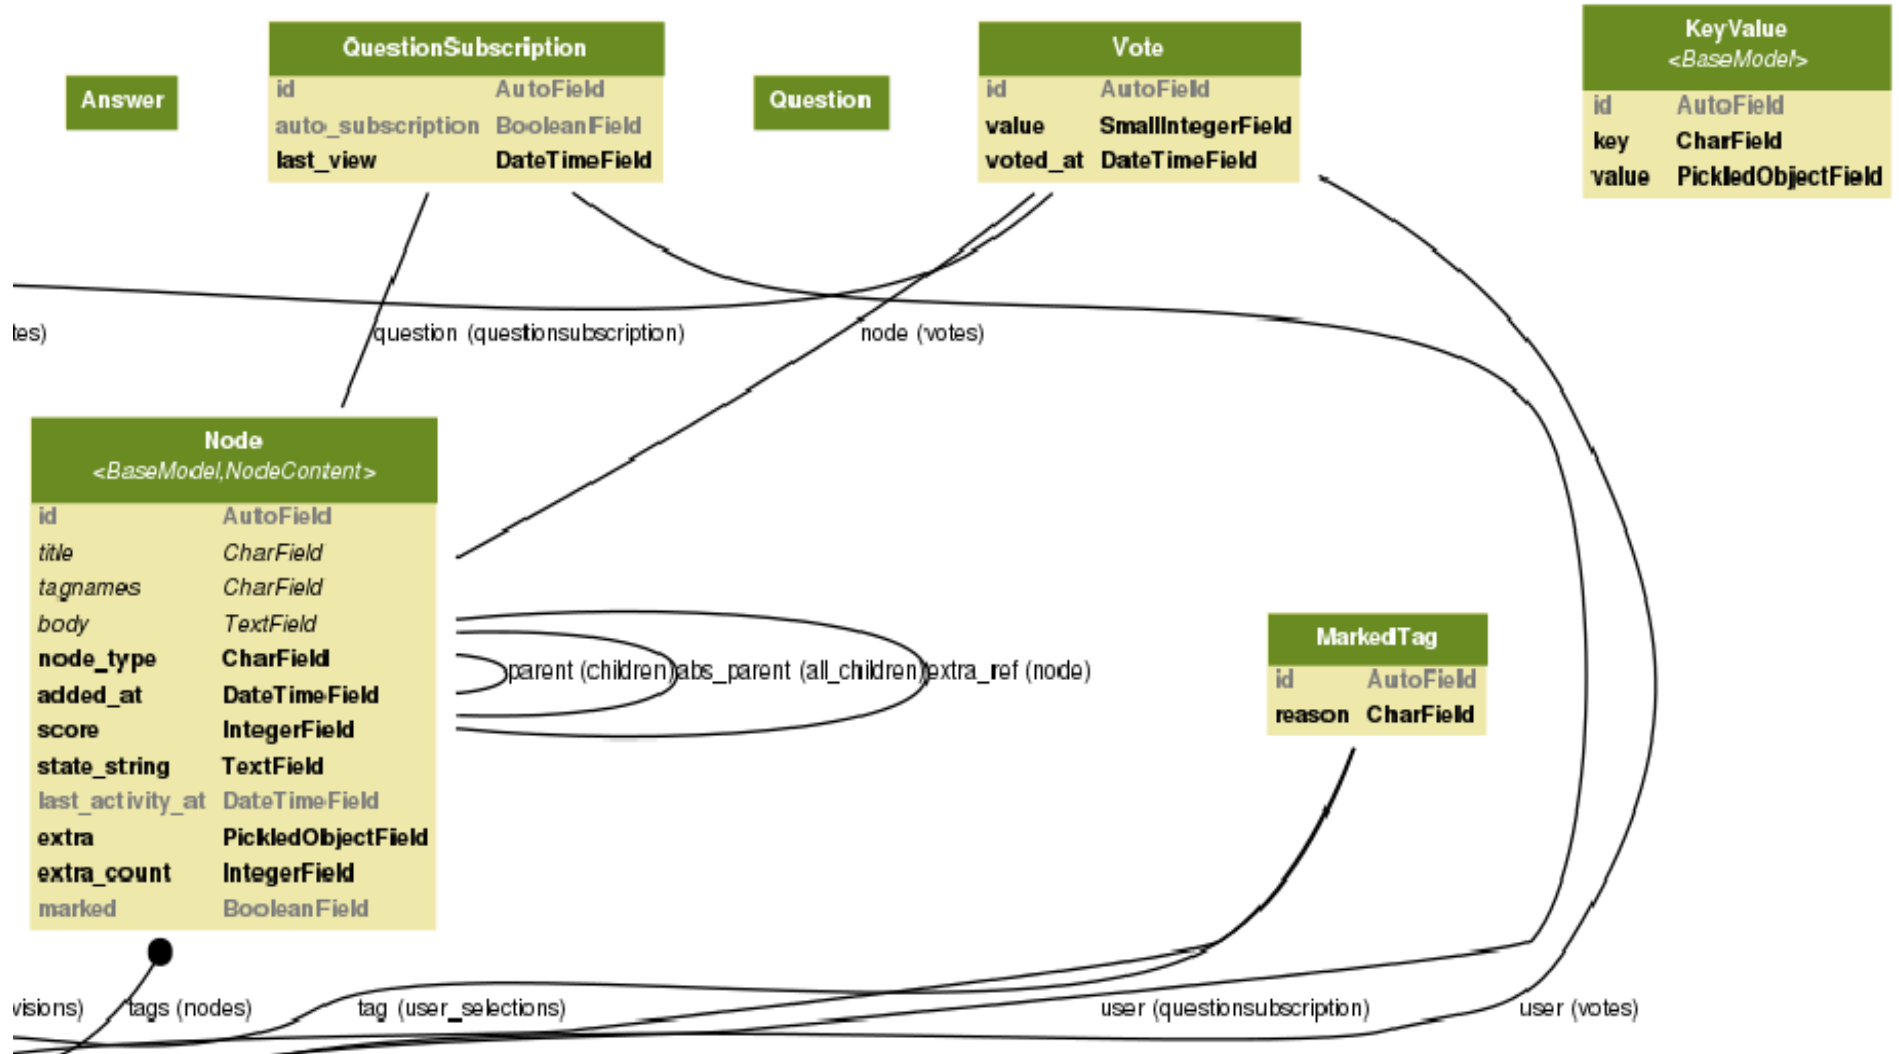 Answer
QuestionSubscription
id AutoField
auto_subscription BooleanField
last_view DateTimeField
Question
Vote
id AutoField
value SmallIntegerField
voted_at DateTimeField
KeyValue
<BaseModel>
id AutoField
key CharField
value PickledObjectField
tes)
question (questionsubscription)
node (votes)
Node
<BaseModel,NodeContent>
id AutoField
title CharField
tagnames CharField
body TextField
node_type CharField
added_at DateTimeField
score IntegerField
state_string TextField
last_activity_at DateTimeField
extra PickledObjectField
extra_count IntegerField
marked BooleanField
parent (children)
abs_parent (all_children)
extra_ref (node)
MarkedTag
id AutoField
reason CharField
visions)
tags (nodes)
tag (user_selections)
user (questionsubscription)
user (votes)